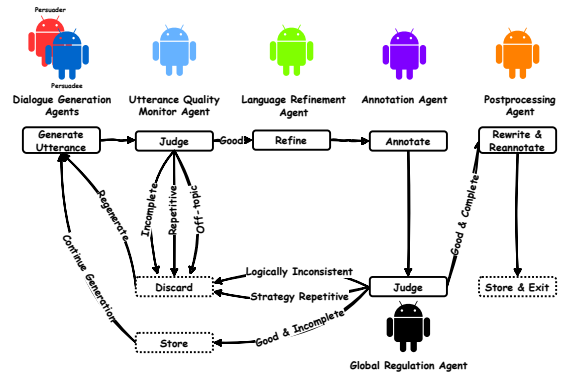 Persuader
Persuadee
Dialogue Generation
Agents
Utterance Quality
Monitor Agent
Language Refinement
Agent
Annotation Agent
Postprocessing
Agent
Generate
Utterance
Judge
Good
Refine
Annotate
Rewrite &
Reannotate
Regenerate
Incomplete
Repetitive
Off-topic
Good & Complete
Continue Generation
Logically Inconsistent
Discard
Strategy Repetitive
Judge
Store & Exit
Good & Incomplete
Store
Global Regulation Agent